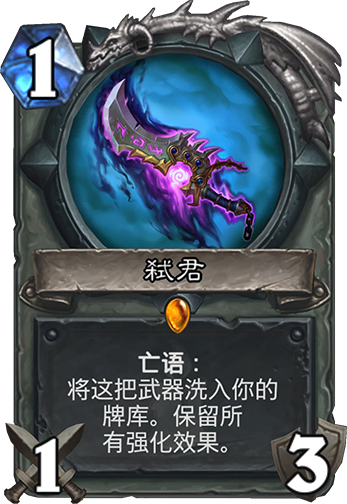 1
弑君
亡语：
将这把武器洗入你的
牌库。保留所
有强化效果。
1
3